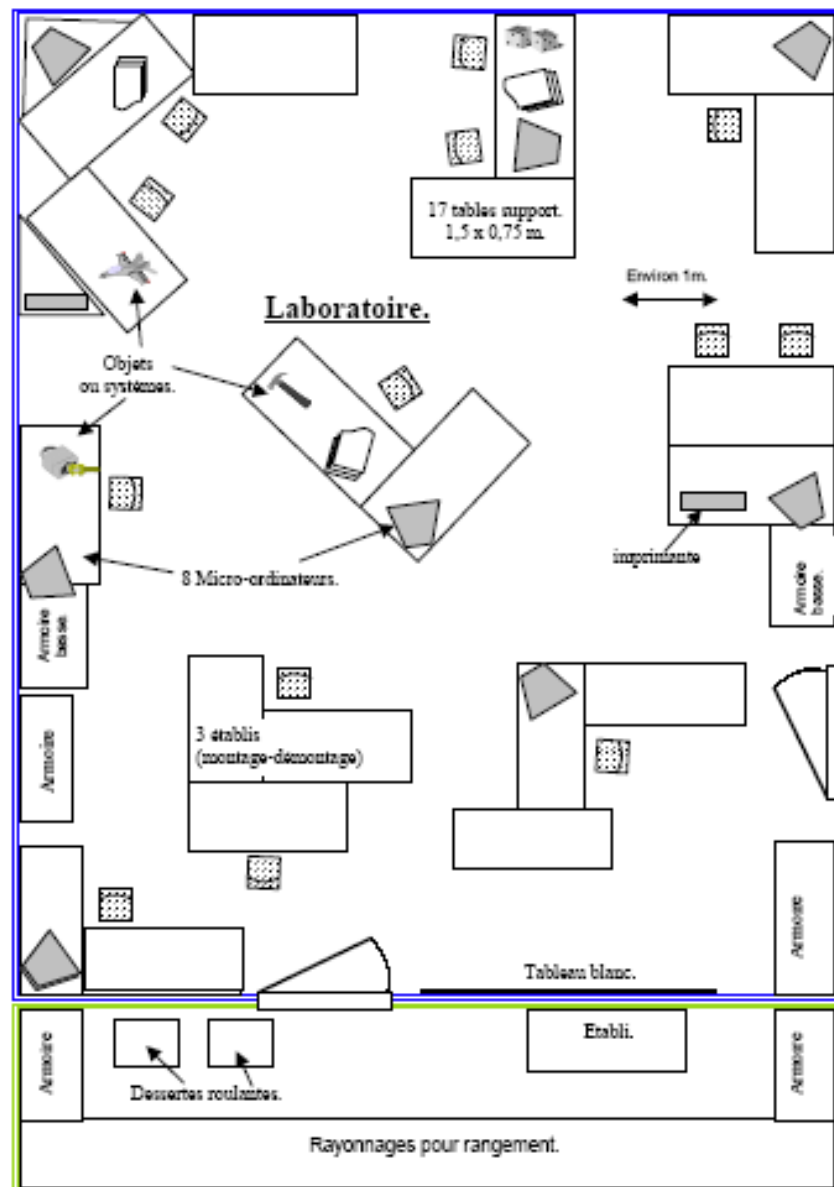 17 tables support.
1,5 x 0,75 m.
Environ 1m.
Laboratoire.
Objets
ou systèmes.
8 Micro-ordinateurs.
imprimante
Armoire
basse.
Armoire
basse.
Armoire
3 établis
(montage-démontage)
Armoire
Tableau blanc.
Armoire
Etabli.
Armoire
Dessertes roulantes.
Rayonnages pour rangement.